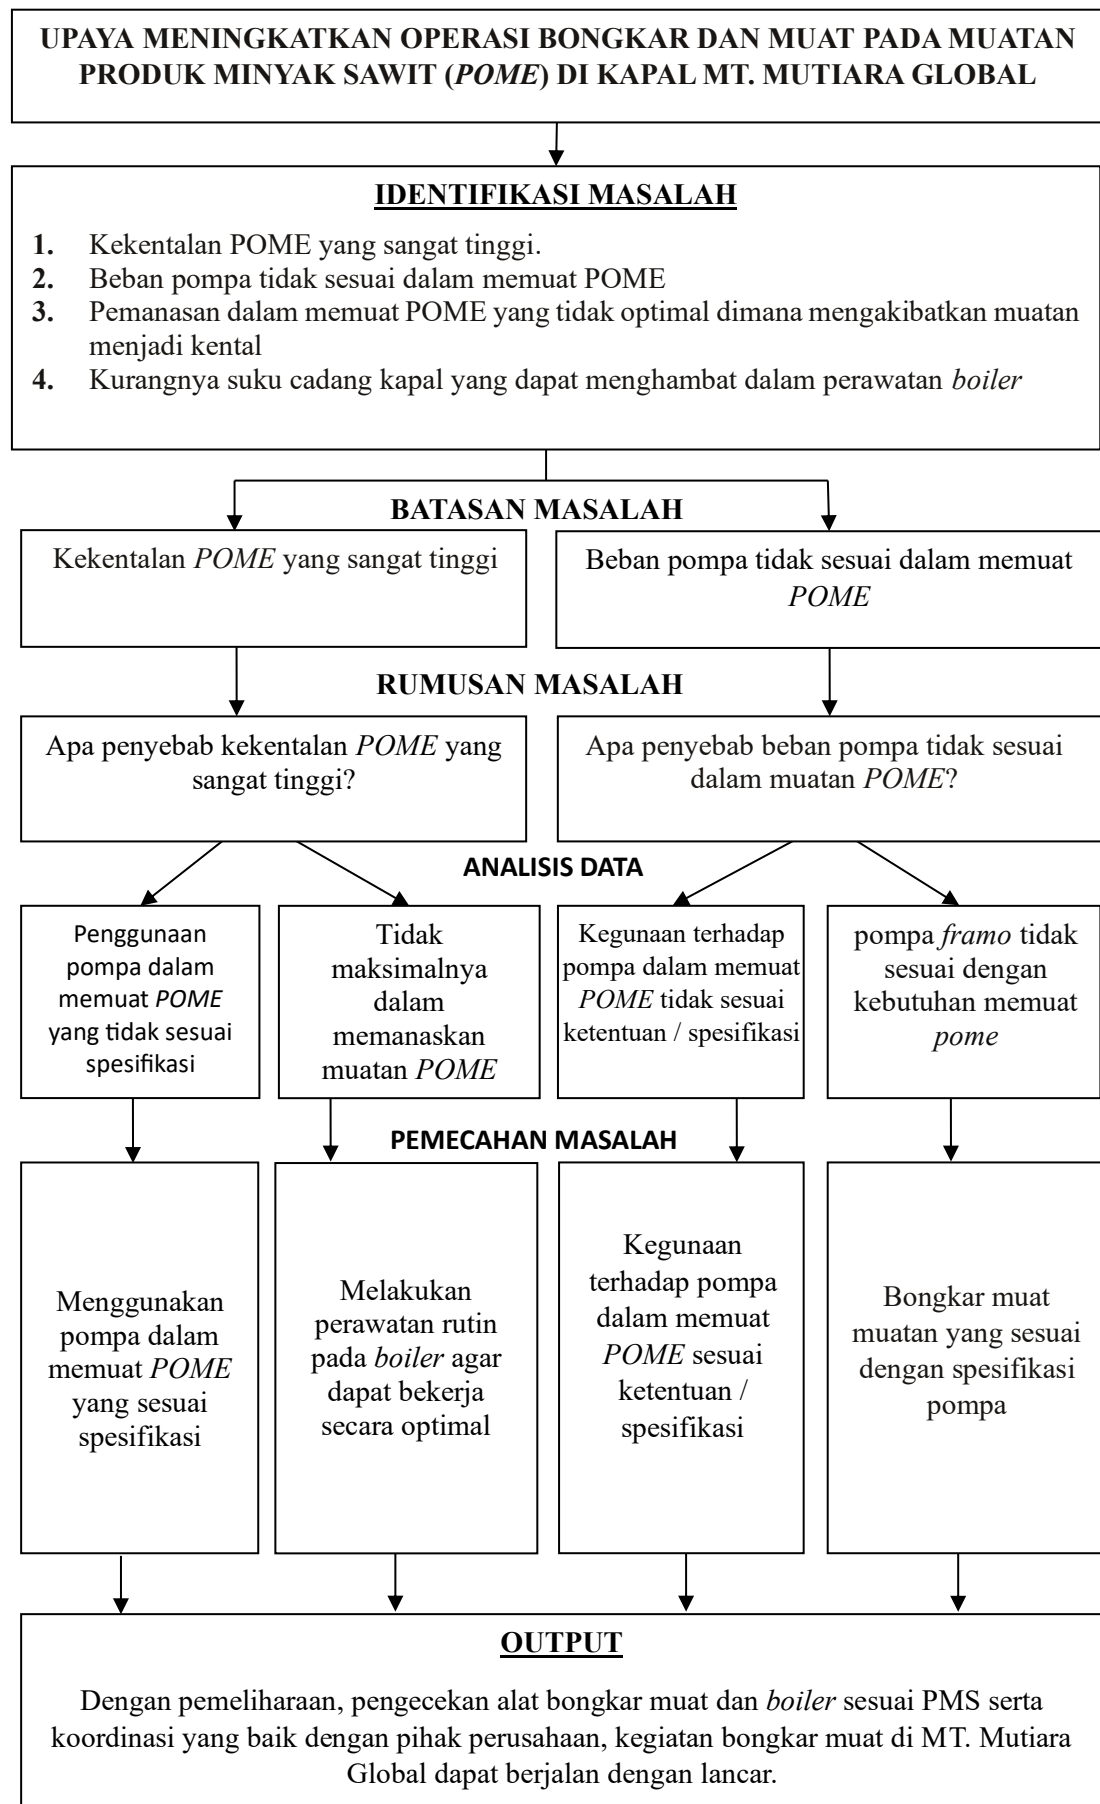 UPAYA MENINGKATKAN OPERASI BONGKAR DAN MUAT PADA MUATAN
PRODUK MINYAK SAWIT (POME) DI KAPAL MT. MUTIARA GLOBAL
IDENTIFIKASI MASALAH
1. Kekentalan POME yang sangat tinggi.
2. Beban pompa tidak sesuai dalam memuat POME
3. Pemanasan dalam memuat POME yang tidak optimal dimana mengakibatkan muatan
menjadi kental
4. Kurangnya suku cadang kapal yang dapat menghambat dalam perawatan boiler
BATASAN MASALAH
Kekentalan POME yang sangat tinggi
Beban pompa tidak sesuai dalam memuat
POME
RUMUSAN MASALAH
Apa penyebab kekentalan POME yang
sangat tinggi?
Apa penyebab beban pompa tidak sesuai
dalam muatan POME?
ANALISIS DATA
Penggunaan
pompa dalam
memuat POME
yang tidak sesuai
spesifikasi
Tidak
maksimalnya
dalam
memanaskan
muatan POME
Kegunaan terhadap
pompa dalam memuat
POME tidak sesuai
ketentuan / spesifikasi
pompa framo tidak
sesuai dengan
kebutuhan memuat
pome
PEMECAHAN MASALAH
Menggunakan
pompa dalam
memuat POME
yang sesuai
spesifikasi
Melakukan
perawatan rutin
pada boiler agar
dapat bekerja
secara optimal
Kegunaan
terhadap pompa
dalam memuat
POME sesuai
ketentuan /
spesifikasi
Bongkar muat
muatan yang sesuai
dengan spesifikasi
pompa
OUTPUT
Dengan pemeliharaan, pengecekan alat bongkar muat dan boiler sesuai PMS serta
koordinasi yang baik dengan pihak perusahaan, kegiatan bongkar muat di MT. Mutiara
Global dapat berjalan dengan lancar.